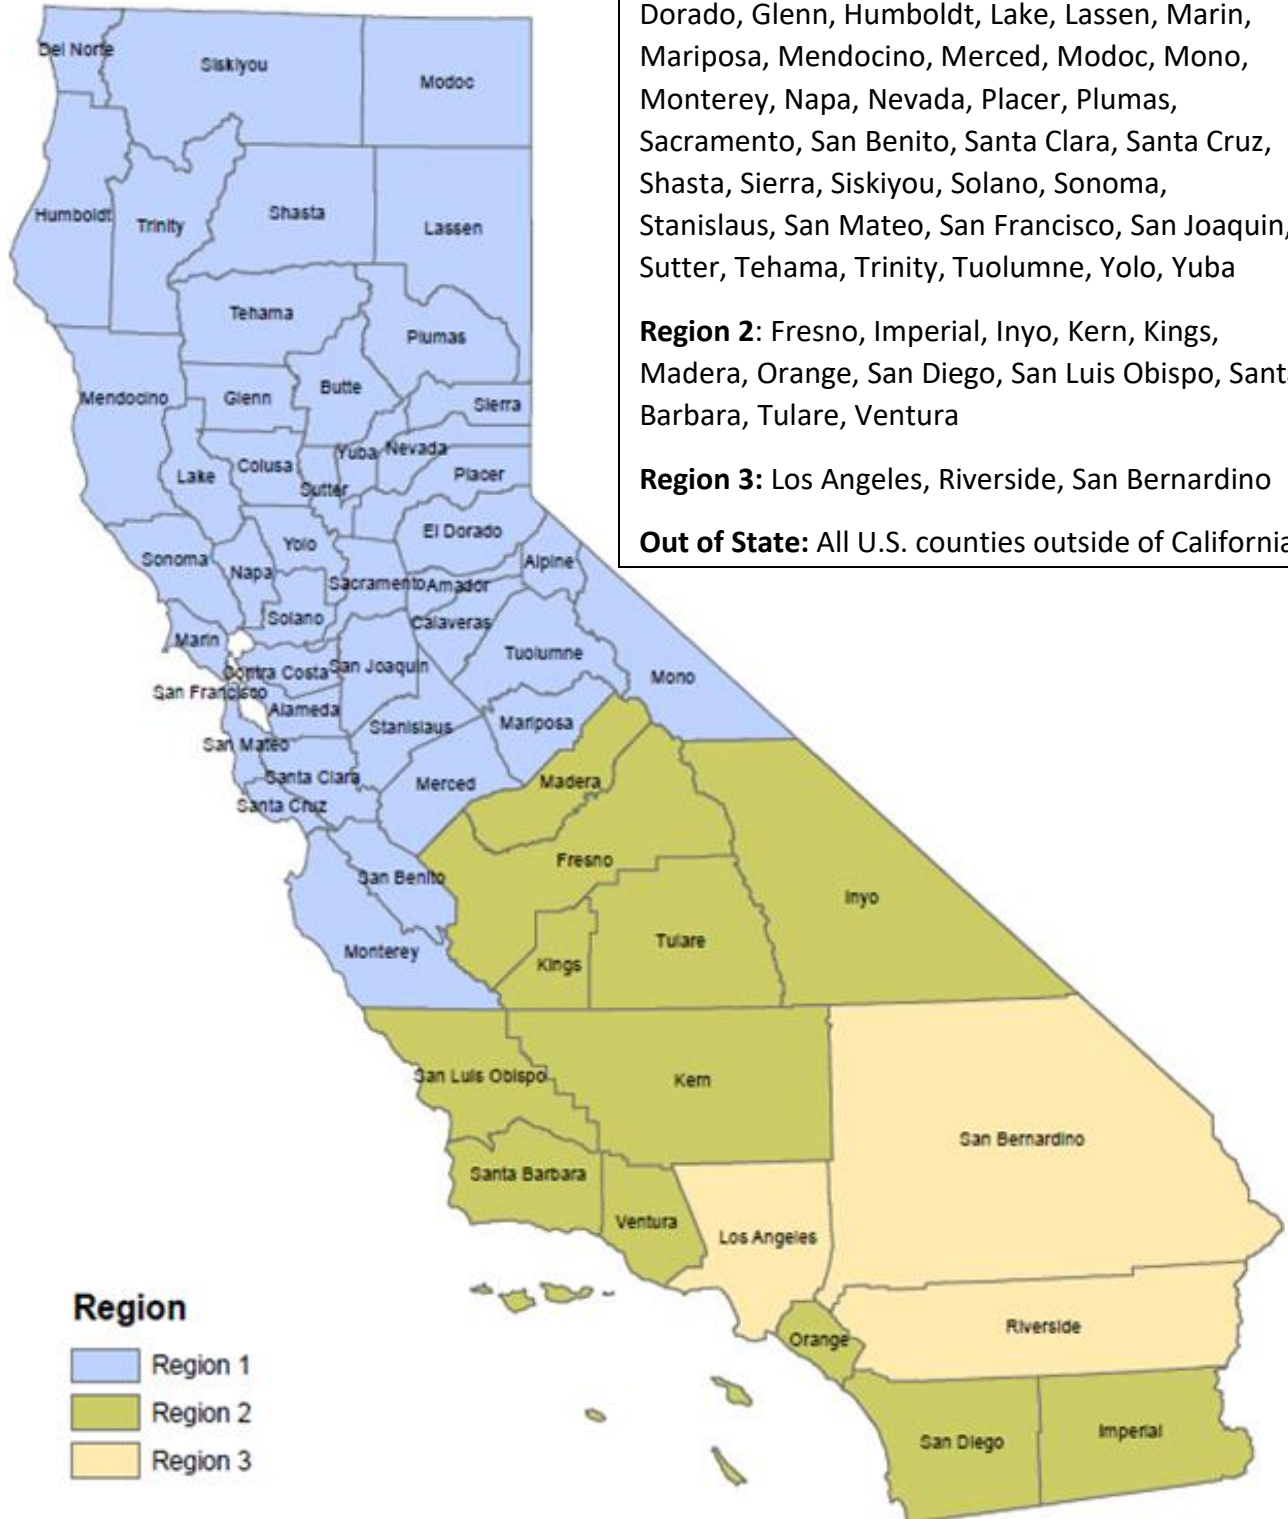 Dorado, Glenn, Humboldt, Lake, Lassen, Marin,
Mariposa, Mendocino, Merced, Modoc, Mono,
Monterey, Napa, Nevada, Placer, Plumas,
Sacramento, San Benito, Santa Clara, Santa Cruz,
Shasta, Sierra, Siskiyou, Solano, Sonoma,
Stanislaus, San Mateo, San Francisco, San Joaquin,
Sutter, Tehama, Trinity, Tuolumne, Yolo, Yuba
Region 2: Fresno, Imperial, Inyo, Kern, Kings,
Madera, Orange, San Diego, San Luis Obispo, Sant
Barbara, Tulare, Ventura
Region 3: Los Angeles, Riverside, San Bernardino
Out of State: All U.S. counties outside of California
Del Norte
Siskiyou
Modoc
Humboldt
Trinity
Shasta
Lassen
Tehama
Plumas
Mendocino
Glenn
Butte
Sierra
Lake
Colusa
Sutter
Yuba
Nevada
Placer
Sonoma
Napa
Yolo
El Dorado
Alpine
Sacramento
Amador
Solano
Calaveras
Marin
Contra Costa
San Joaquin
Tuolumne
Mono
San Francisco
Alameda
Stanislaus
Mariposa
San Mateo
Santa Clara
Merced
Madera
Santa Cruz
San Benito
Fresno
Inyo
Monterey
Kings
Tulare
San Luis Obispo
Kern
San Bernardino
Santa Barbara
Ventura
Los Angeles
Orange
Riverside
San Diego
Imperial
Region
Region 1
Region 2
Region 3